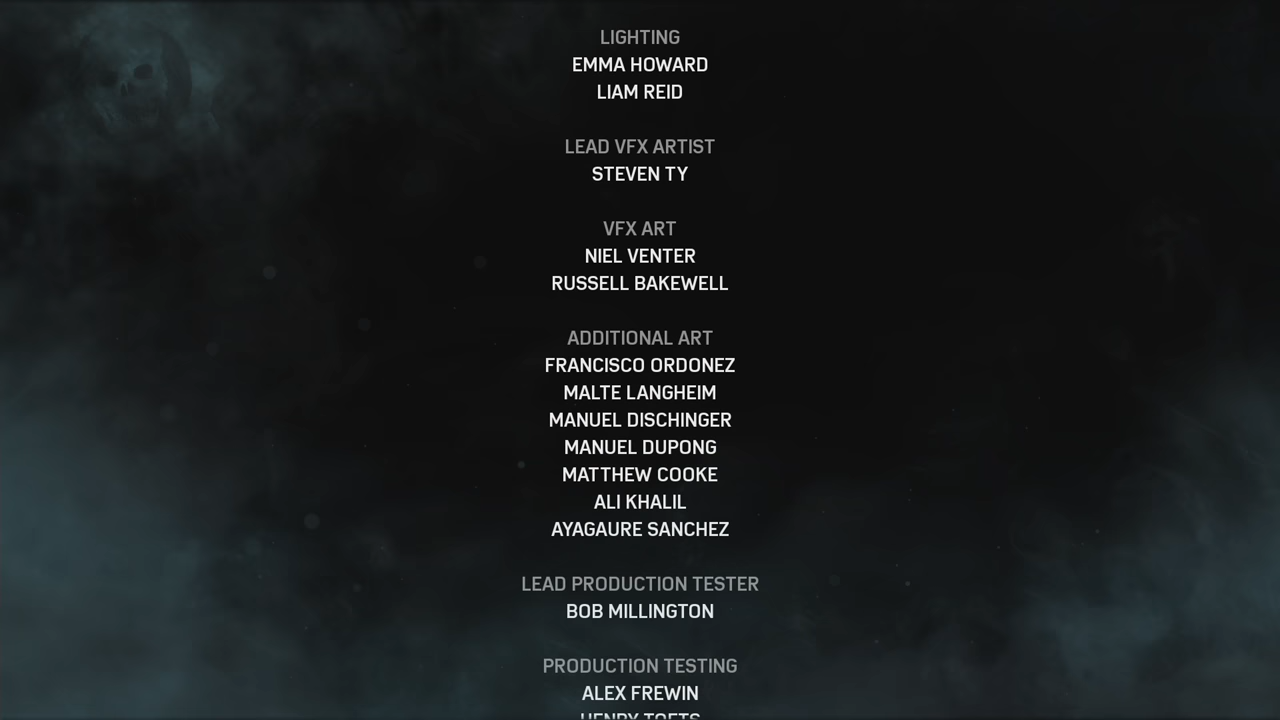 LIGHTING
EMMA HOWARD
LIAM REID
LEAD VFX ARTIST
STEVEN TY
VFX ART
NIEL VENTER
RUSSELL BAKEWELL
ADDITIONAL ART
FRANCISCO ORDONEZ
MALTE LANGHEIM
MANUEL DISCHINGER
MANUEL DUPONG
MATTHEW COOKE
ALI KHALIL
AYAGAURE SANCHEZ
LEAD PRODUCTION TESTER
BOB MILLINGTON
PRODUCTION TESTING
ALEX FREWIN
HENRY TOFTS